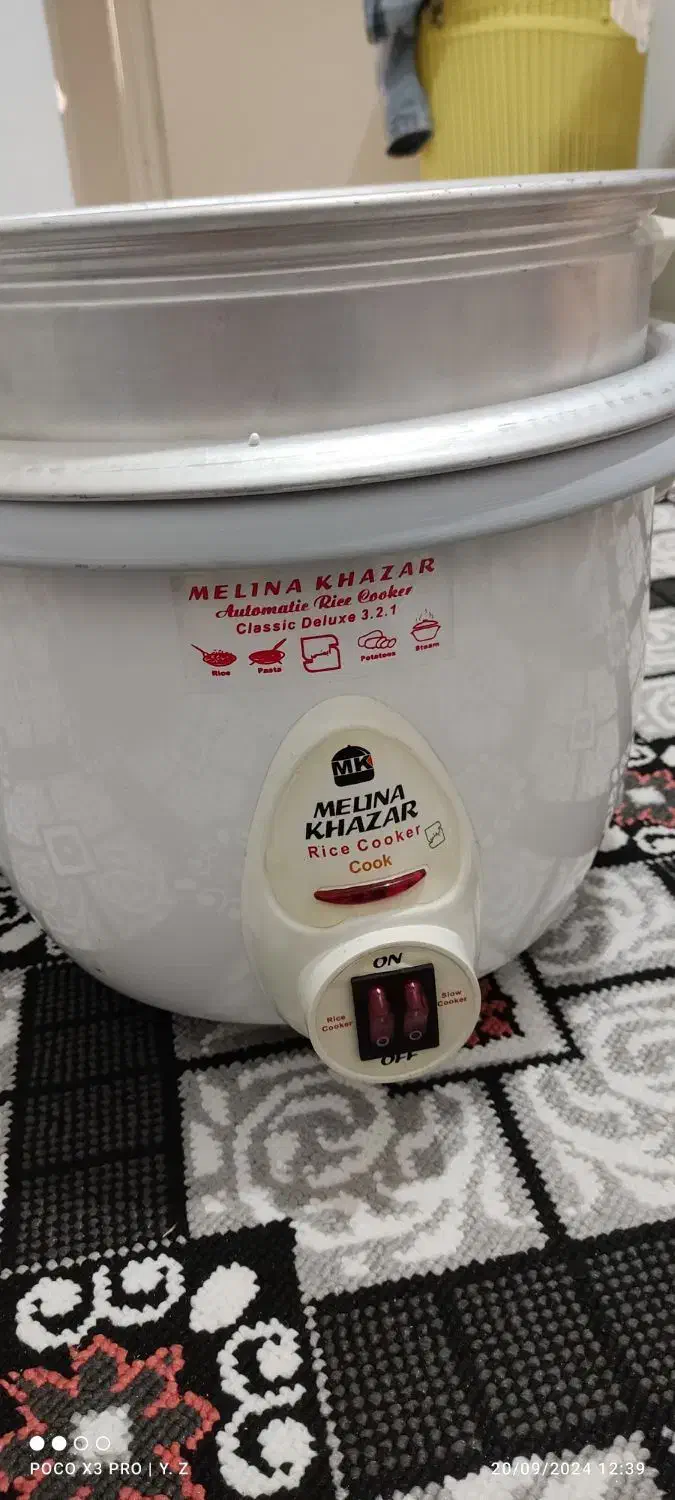 MELINA KHAZAR
Automatic Rice Cooker
Classic Deluxe 3.2.1
Rice
Pasta
Potatoes
Steam
MK
MELINA
KHAZAR
Rice Cooker
Cook
ON
Rice
Cooker
Slow
Cooker
OFF
POCO X3 PRO | Y. Z
20/09/2024 12:39